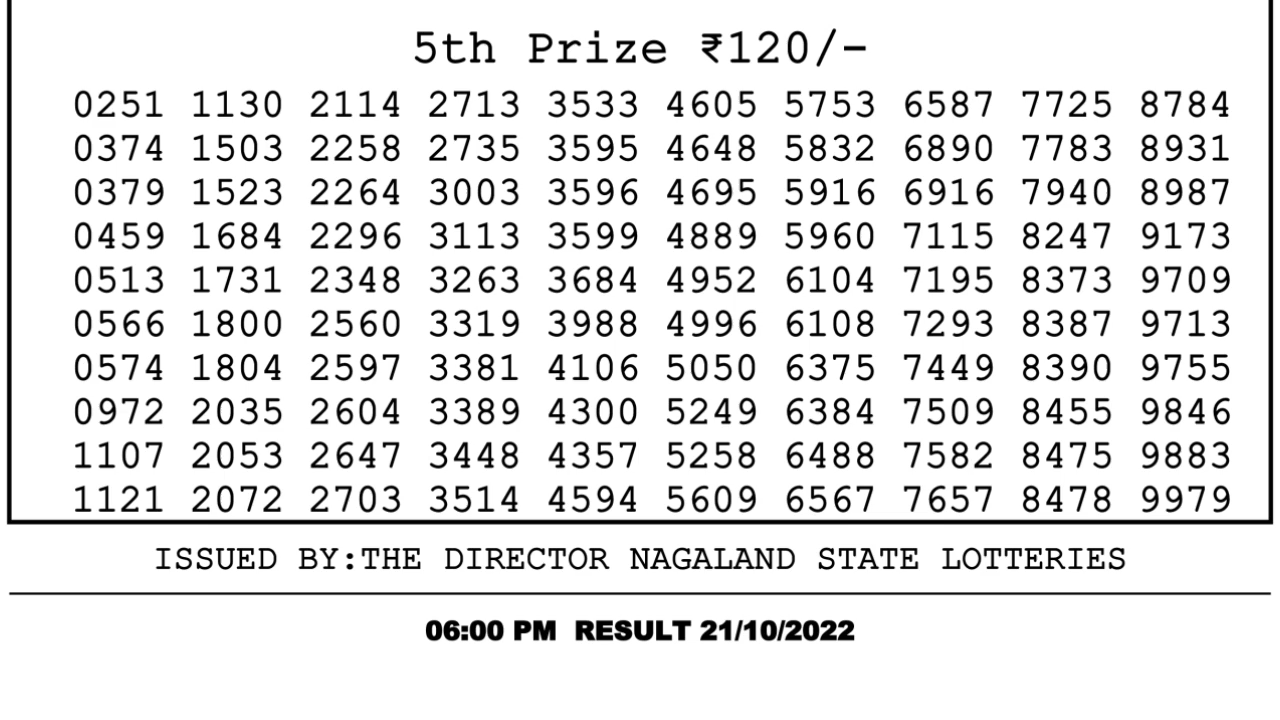 5th Prize ₹120/-
0251 1130 2114 2713 3533 4605 5753 6587 7725 8784
0374 1503 2258 2735 3595 4648 5832 6890 7783 8931
0379 1523 2264 3003 3596 4695 5916 6916 7940 8987
0459 1684 2296 3113 3599 4889 5960 7115 8247 9173
0513 1731 2348 3263 3684 4952 6104 7195 8373 9709
0566 1800 2560 3319 3988 4996 6108 7293 8387 9713
0574 1804 2597 3381 4106 5050 6375 7449 8390 9755
0972 2035 2604 3389 4300 5249 6384 7509 8455 9846
1107 2053 2647 3448 4357 5258 6488 7582 8475 9883
1121 2072 2703 3514 4594 5609 6567 7657 8478 9979
ISSUED BY:THE DIRECTOR NAGALAND STATE LOTTERIES
06:00 PM RESULT 21/10/2022